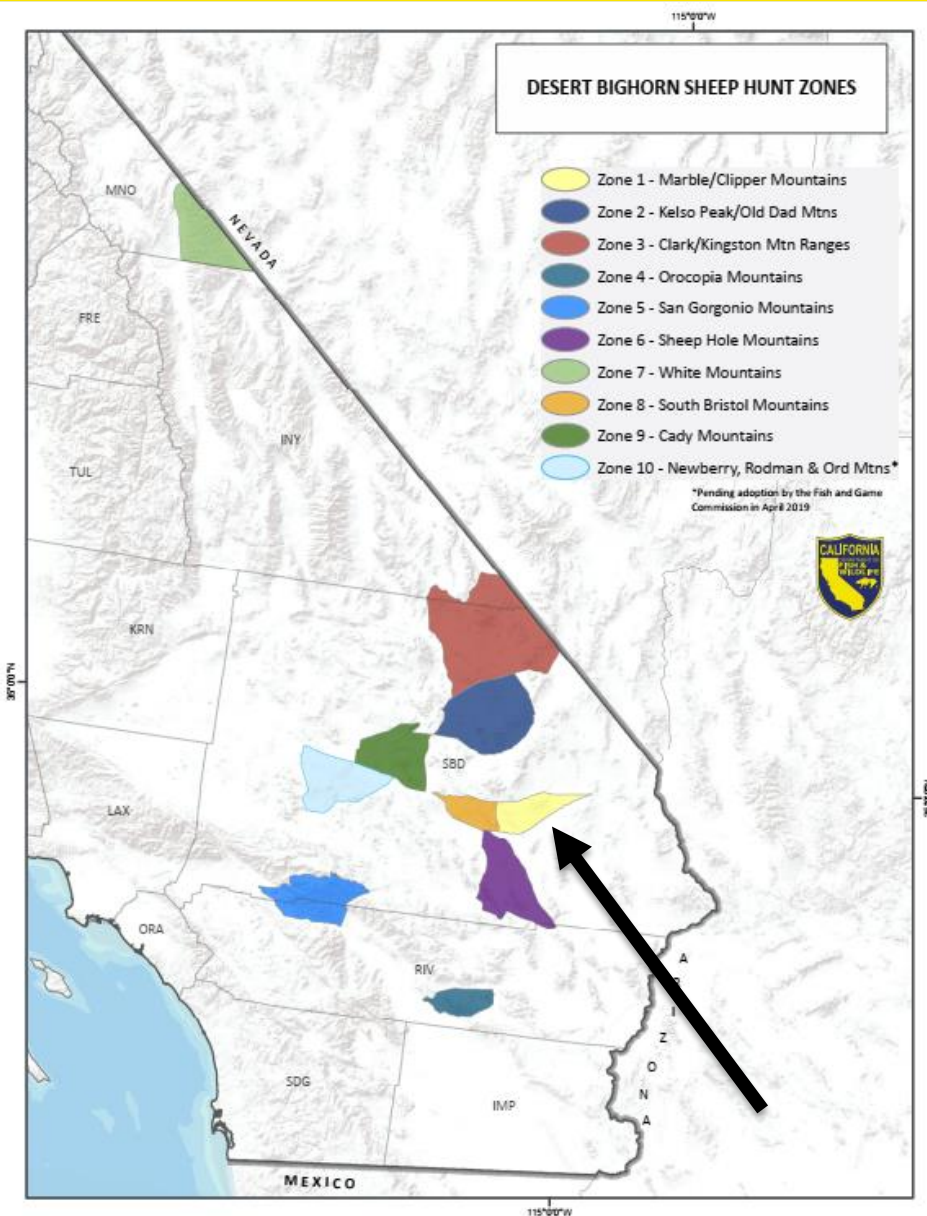 115°0'0"W
DESERT BIGHORN SHEEP HUNT ZONES
Zone 1 - Marble/Clipper Mountains
Zone 2 - Kelso Peak/Old Dad Mtns
Zone 3 - Clark/Kingston Mtn Ranges
Zone 4 - Orocopia Mountains
Zone 5 - San Gorgonio Mountains
Zone 6 - Sheep Hole Mountains
Zone 7 - White Mountains
Zone 8 - South Bristol Mountains
Zone 9 - Cady Mountains
Zone 10 - Newberry, Rodman & Ord Mtns*
*Pending adoption by the Fish and Game
Commission in April 2019
CALIFORNIA
FISH &
WILDLIFE
MNO
NEVADA
FRE
INY
TUL
KRN
SBD
LAX
ORA
RIV
ARIZONA
SDG
IMP
MEXICO
115°0'0"W